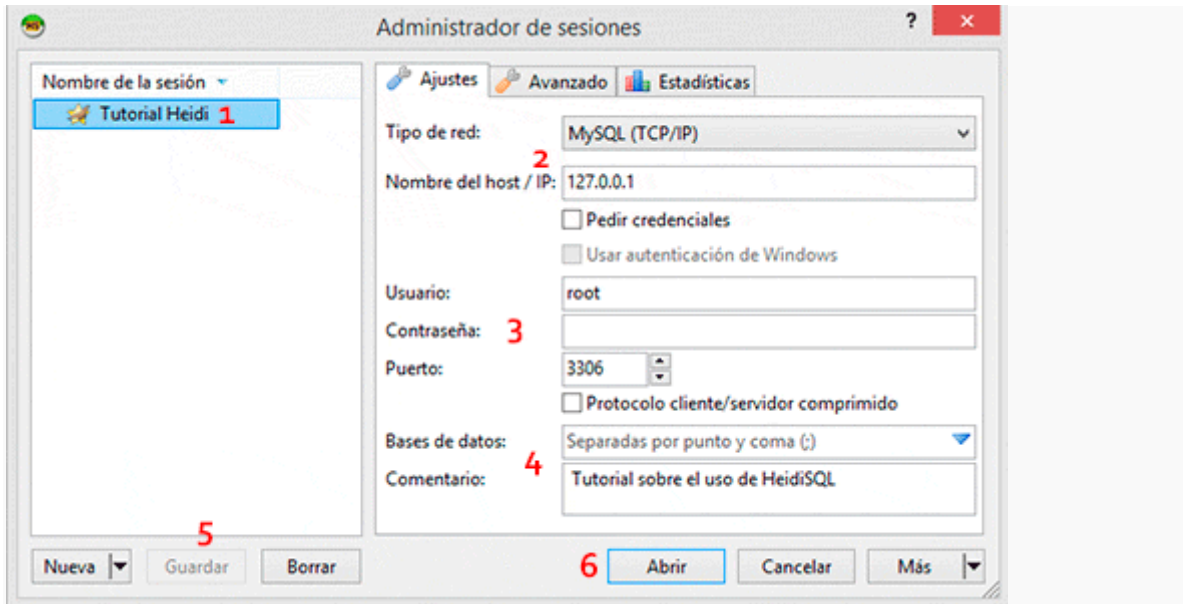 Administrador de sesiones ?
Nombre de la sesión
Tutorial Heidi 1
Ajustes Avanzado Estadísticas
Tipo de red: MySQL (TCP/IP)
2
Nombre del host / IP: 127.0.0.1
Pedir credenciales
Usar autenticación de Windows
Usuario: root
Contraseña: 3
Puerto: 3306
Protocolo cliente/servidor comprimido
Bases de datos: Separadas por punto y coma (;)
4
Comentario: Tutorial sobre el uso de HeidiSQL
5
Nueva Guardar Borrar 6 Abrir Cancelar Más